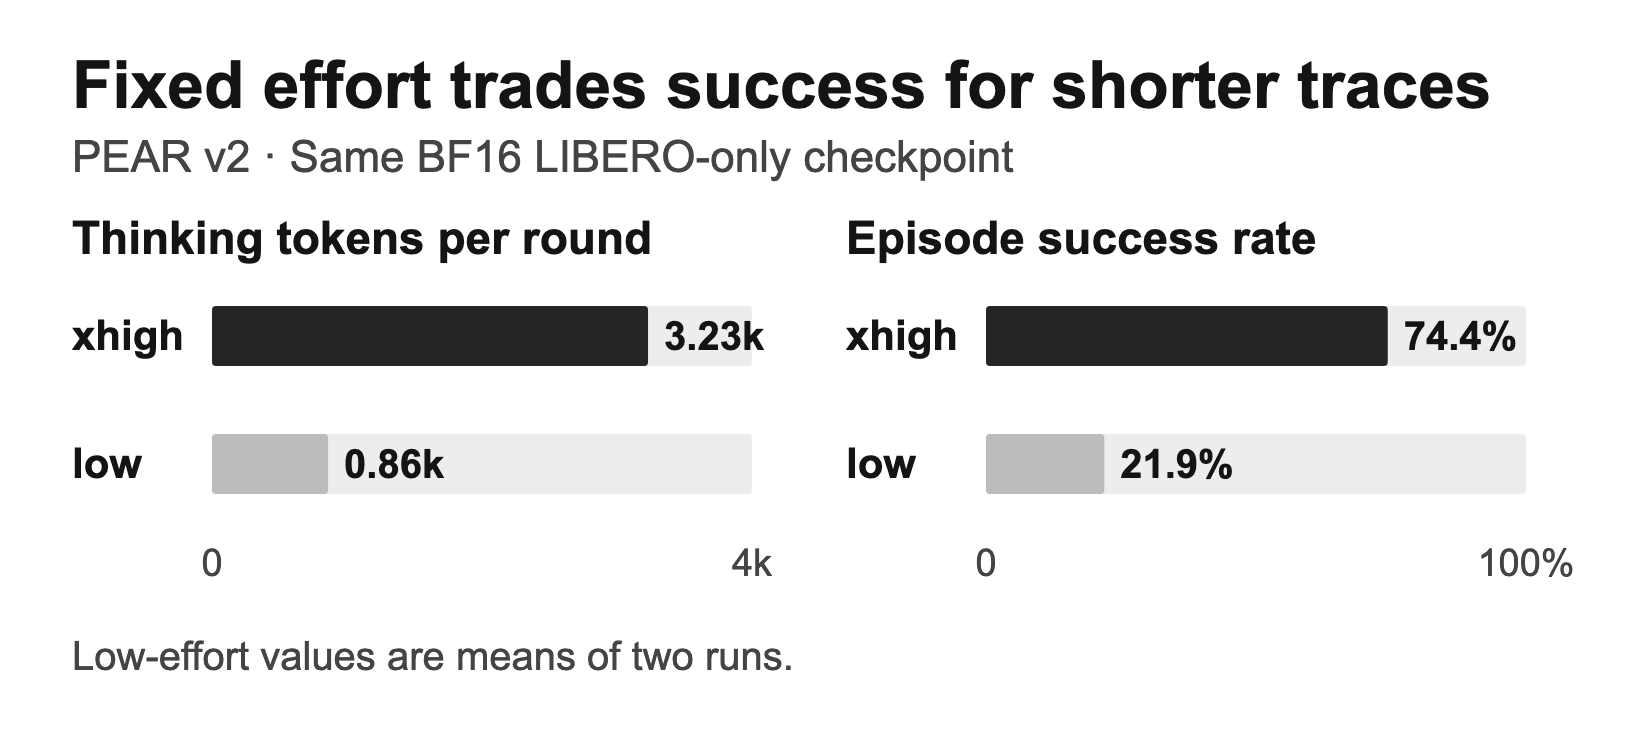 Fixed effort trades success for shorter traces
PEAR v2 · Same BF16 LIBERO-only checkpoint
Thinking tokens per round
xhigh 3.23k
low 0.86k
0 4k
Episode success rate
xhigh 74.4%
low 21.9%
0 100%
Low-effort values are means of two runs.